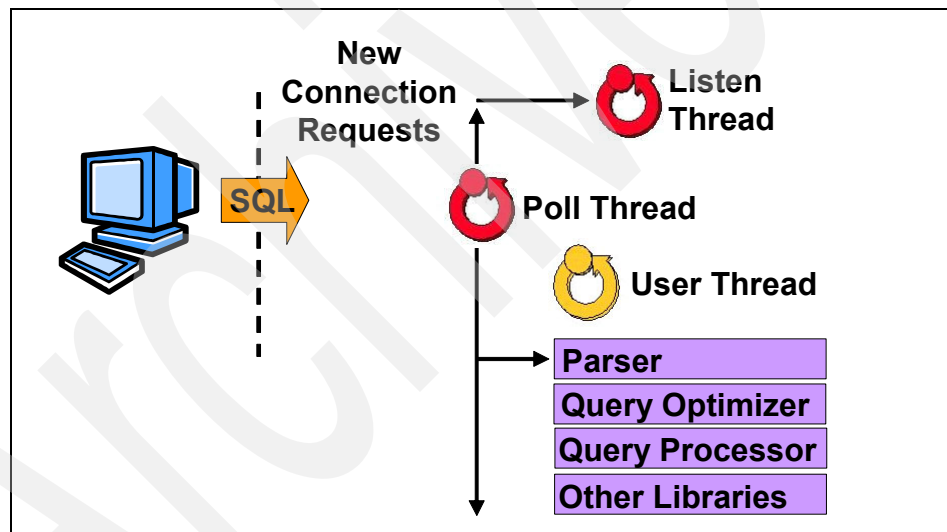 New
Connection
Requests
Listen
Thread
SQL
Poll Thread
User Thread
Parser
Query Optimizer
Query Processor
Other Libraries